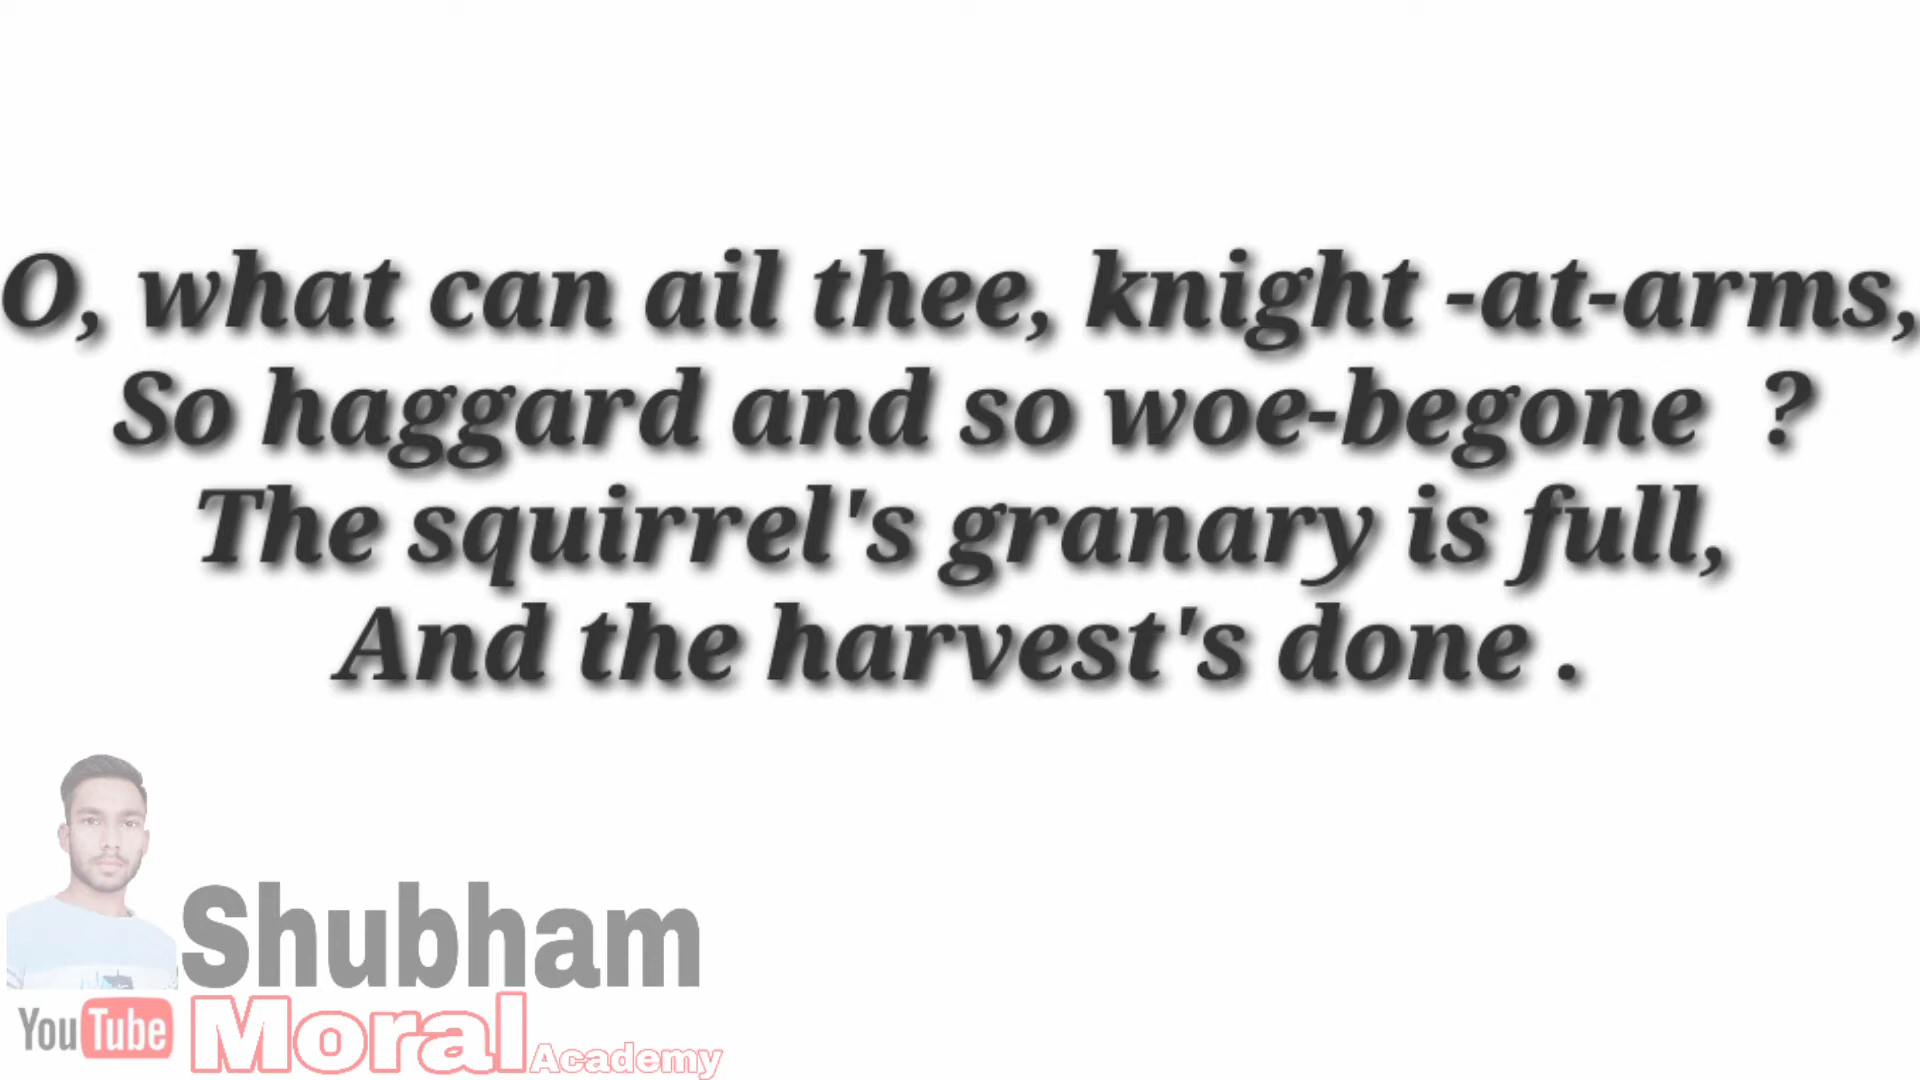 O, what can ail thee, knight -at-arms,
So haggard and so woe-begone  ?
The squirrel's granary is full,
And the harvest's done .
Shubham
YouTube Moral Academy